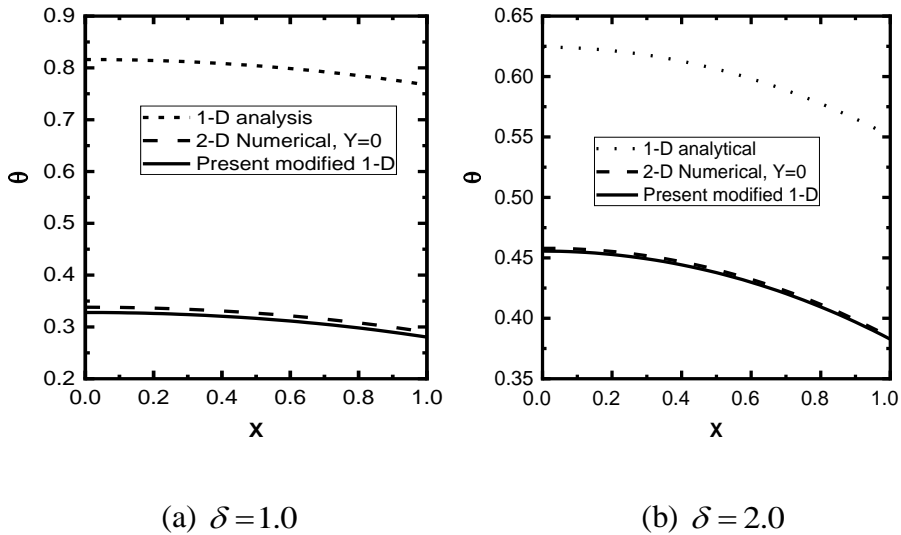 0.9
0.8
0.7
0.6
0.5
0.4
0.3
0.2
θ
1-D analysis
2-D Numerical, Y=0
Present modified 1-D
0.0 0.2 0.4 0.6 0.8 1.0
X
0.65
0.60
0.55
0.50
0.45
0.40
0.35
θ
1-D analytical
2-D Numerical, Y=0
Present modified 1-D
0.0 0.2 0.4 0.6 0.8 1.0
X
(a) δ=1.0
(b) δ=2.0